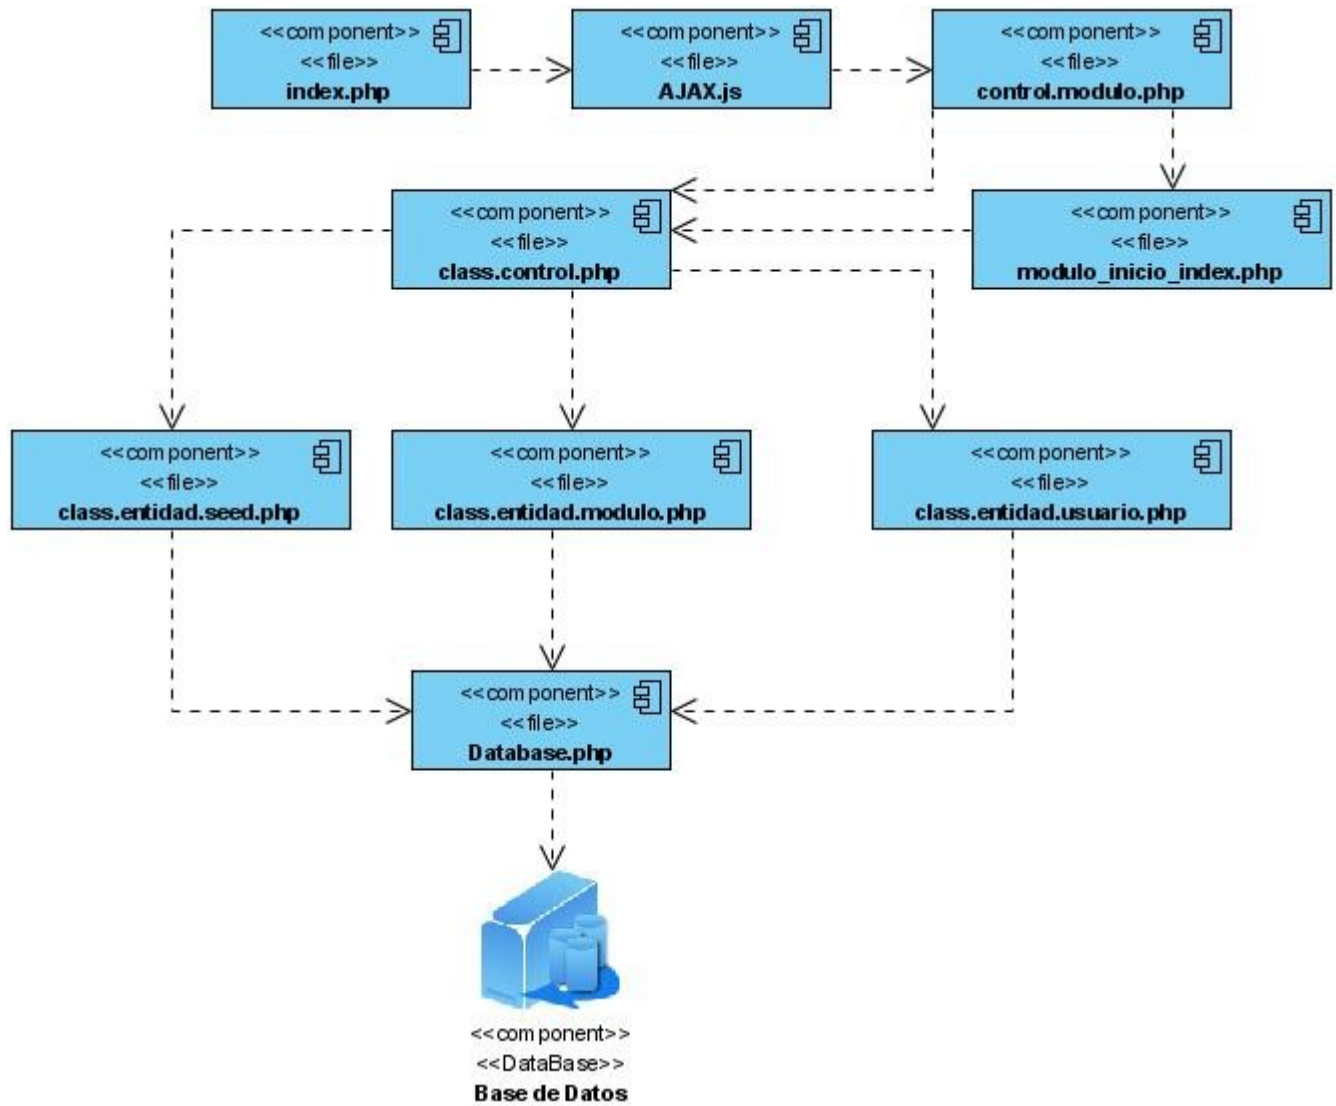 <<component>>
<<file>>
index.php
<<component>>
<<file>>
AJAX.js
<<component>>
<<file>>
control.modulo.php
<<component>>
<<file>>
class.control.php
<<component>>
<<file>>
modulo_inicio_index.php
<<component>>
<<file>>
class.entidad.seed.php
<<component>>
<<file>>
class.entidad.modulo.php
<<component>>
<<file>>
class.entidad.usuario.php
<<component>>
<<file>>
Database.php
<<component>>
<<DataBase>>
Base de Datos